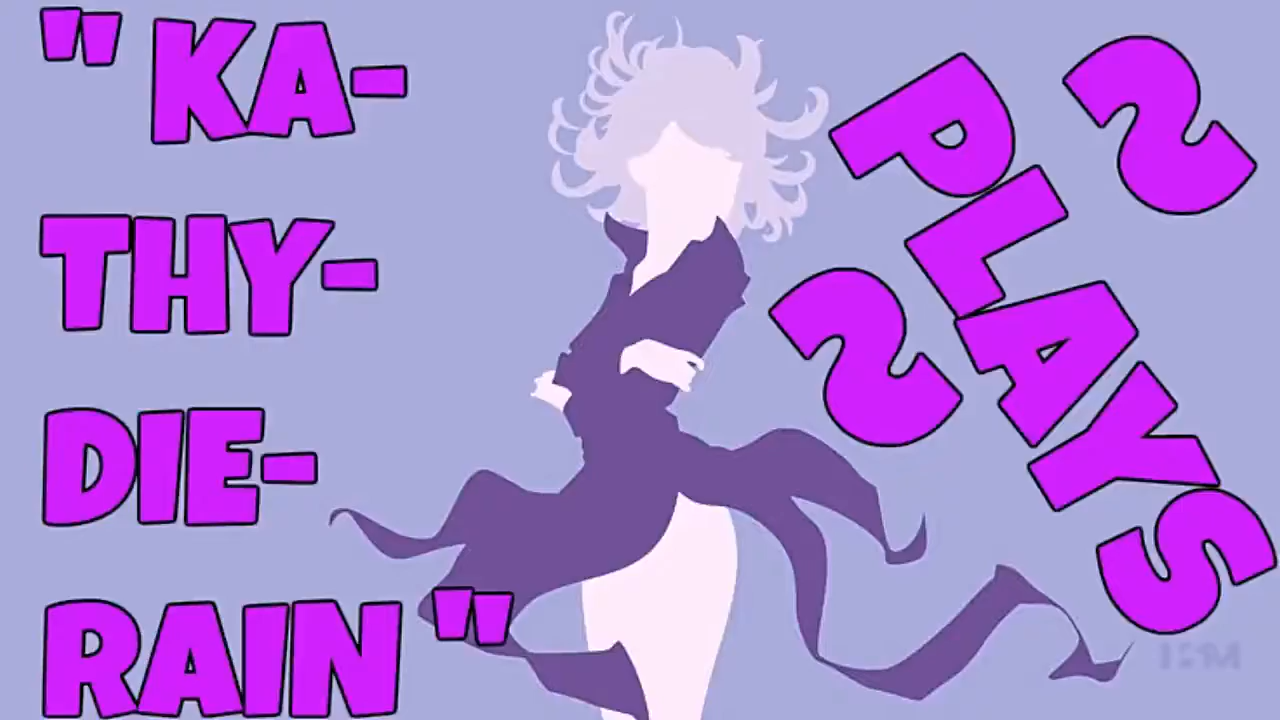 "KA-
THY-
DIE-
RAIN"
~
PLAYS
~